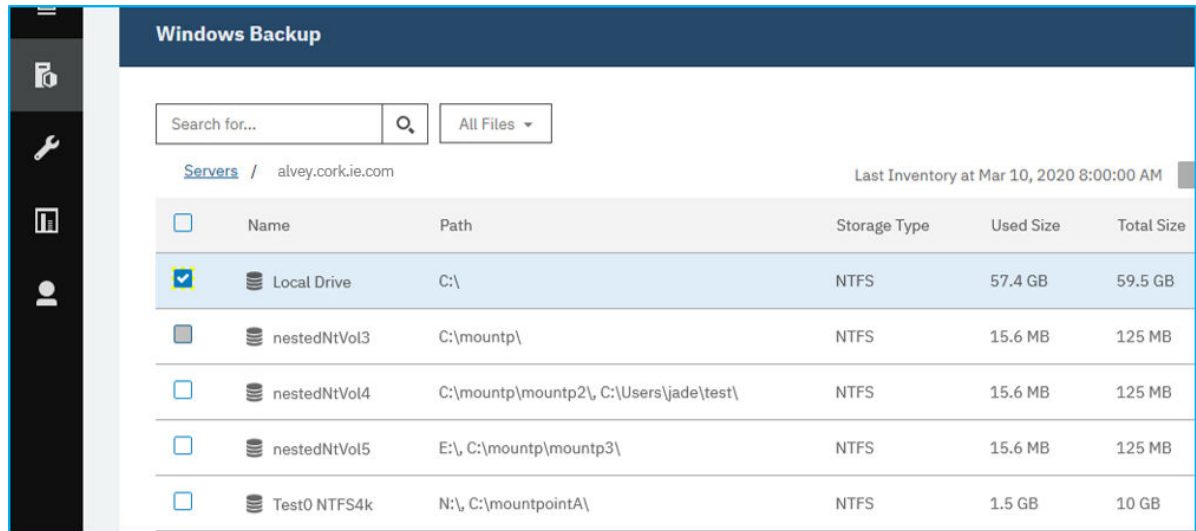 Windows Backup
Search for...
All Files
Servers / alvey.cork.ie.com
Last Inventory at Mar 10, 2020 8:00:00 AM
Name Path Storage Type Used Size Total Size
Local Drive C:\ NTFS 57.4 GB 59.5 GB
nestedNtVol3 C:\mountp\ NTFS 15.6 MB 125 MB
nestedNtVol4 C:\mountp\mountp2\, C:\Users\jade\test\ NTFS 15.6 MB 125 MB
nestedNtVol5 E:\, C:\mountp\mountp3\ NTFS 15.6 MB 125 MB
Test0 NTFS4k N:\, C:\mountpointA\ NTFS 1.5 GB 10 GB